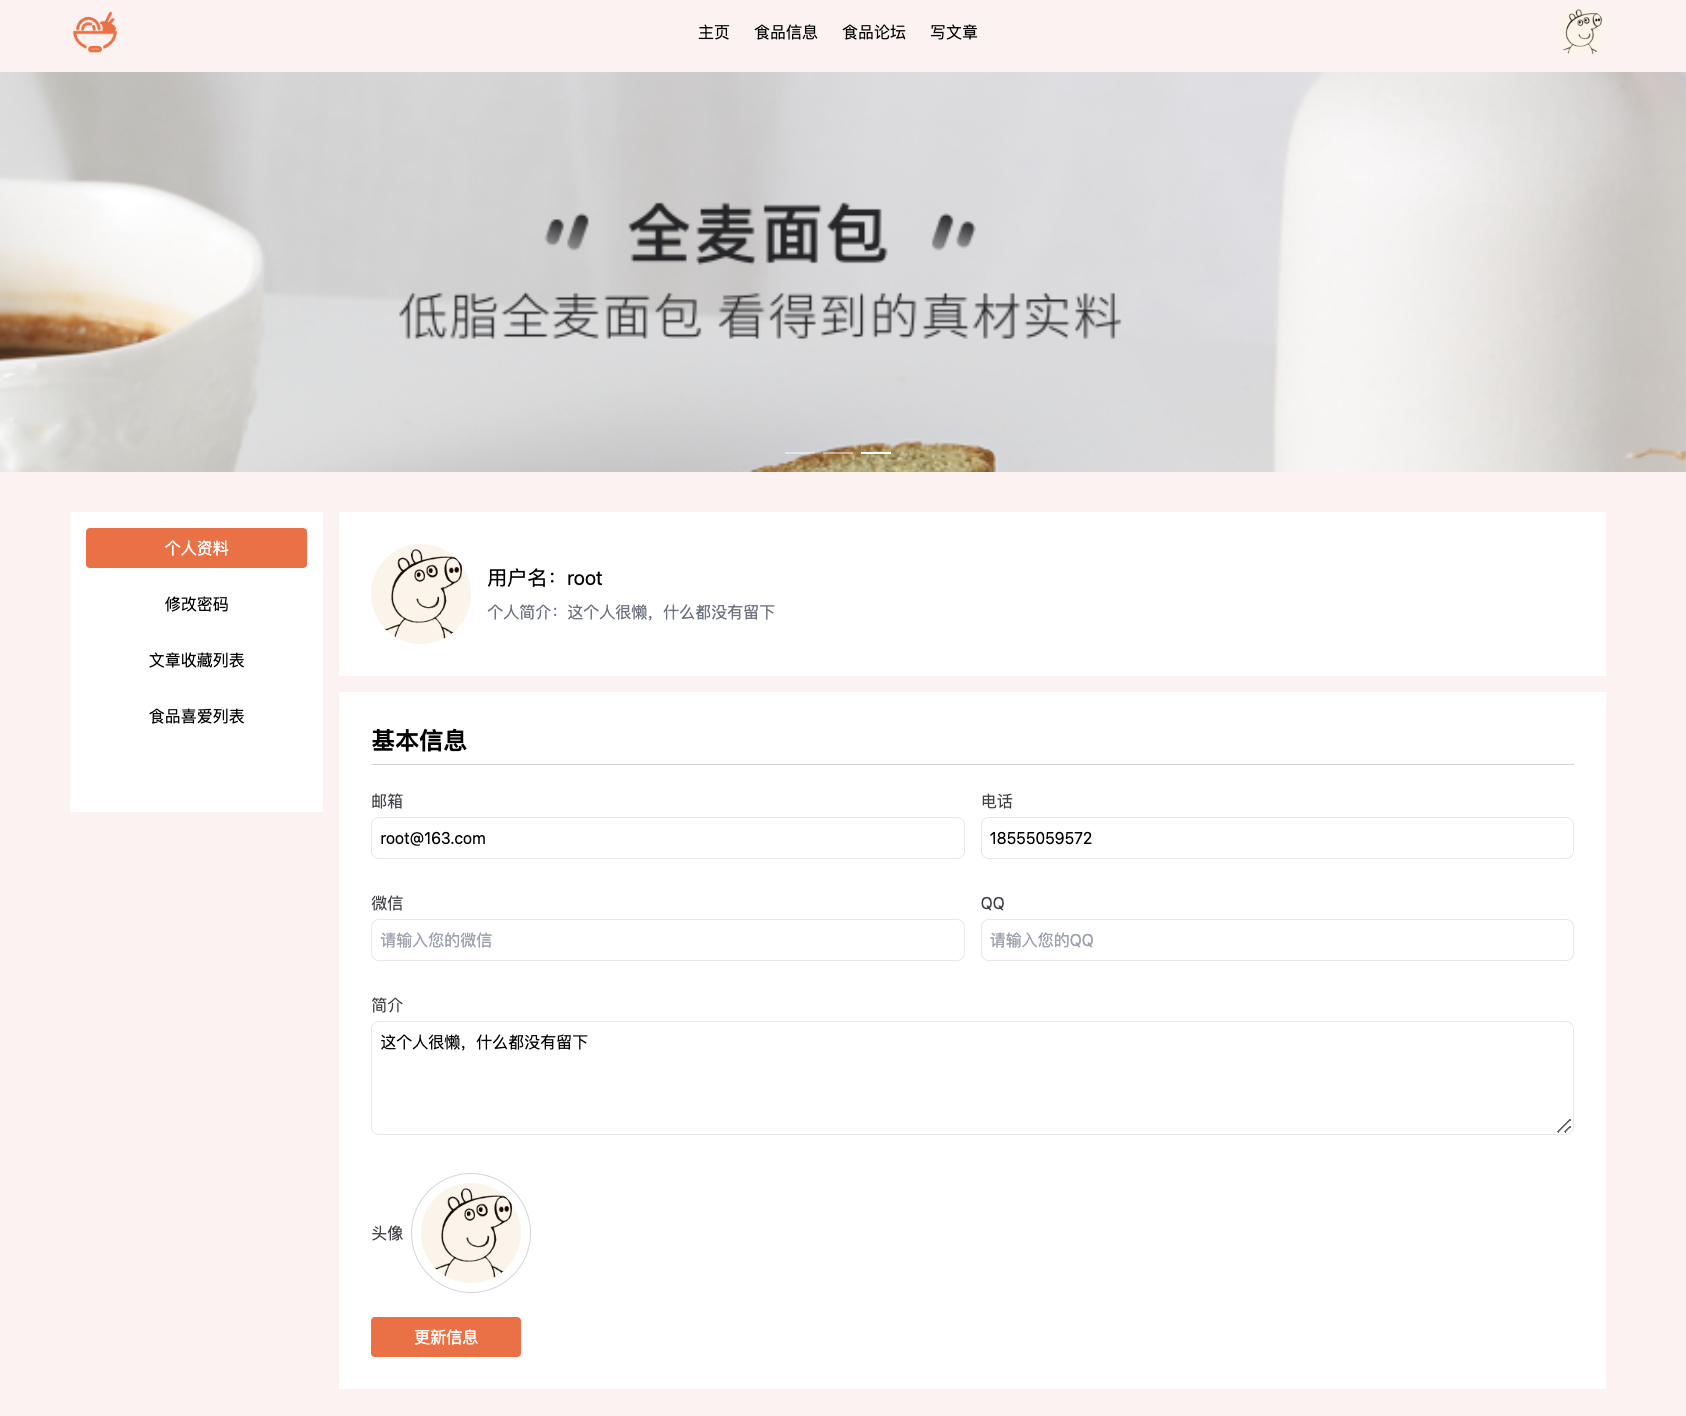 主页 食品信息 食品论坛 写文章
全麦面包
低脂全麦面包 看得到的真材实料
个人资料
修改密码
文章收藏列表
食品喜爱列表
用户名：root
个人简介：这个人很懒，什么都没有留下
基本信息
邮箱 电话
root@163.com 18555059572
微信 QQ
请输入您的微信 请输入您的QQ
简介
这个人很懒，什么都没有留下
头像
更新信息